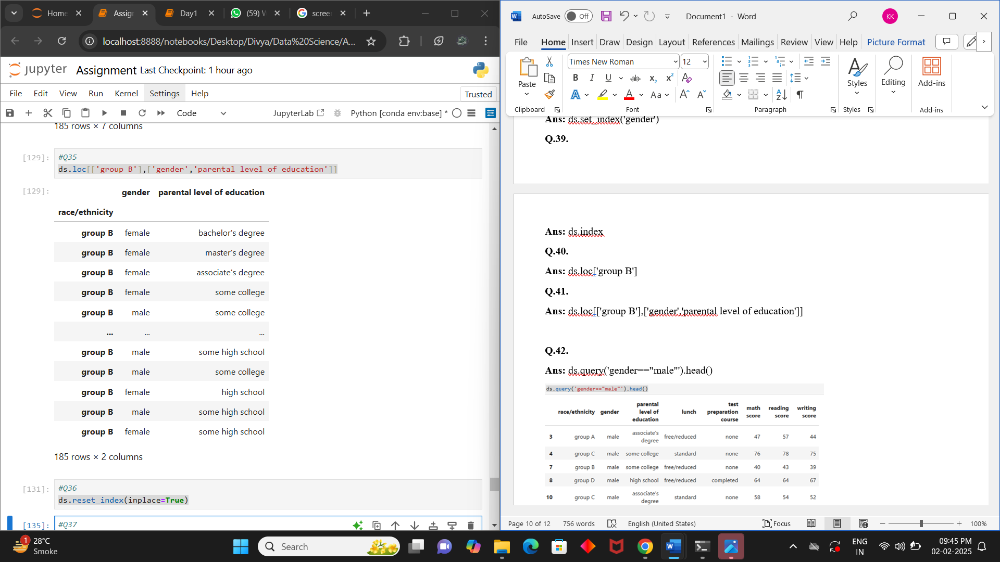 Home
Assign
Day1
(59) W
screen
localhost:8888/notebooks/Desktop/Divya/Data%20Science/A...
jupyter Assignment Last Checkpoint: 1 hour ago
File Edit View Run Kernel Settings Help Trusted
Code JupyterLab Python [conda env:base] *
185 rows × 7 columns
[129]: #Q35
ds.loc[['group B'],['gender','parental level of education']]
[129]: gender parental level of education
race/ethnicity
group B female bachelor's degree
group B female master's degree
group B female associate's degree
group B female some college
group B male some college
... ... ...
group B male some high school
group B male some college
group B female high school
group B male some high school
group B female some high school
185 rows × 2 columns
[131]: #Q36
ds.reset_index(inplace=True)
[135]: #Q37
AutoSave Off Document1 - Word KK
File Home Insert Draw Design Layout References Mailings Review View Help Picture Format
Times New Roman 12
Paste Styles Editing Add-ins
B I U ab x₂ x² A
A A Aa A A
Clipboard Font Paragraph Styles Add-ins
Ans: ds.set_index('gender')
Q.39.
Ans: ds.index
Q.40.
Ans: ds.loc['group B']
Q.41.
Ans: ds.loc[['group B'],['gender','parental level of education']]
Q.42.
Ans: ds.query('gender=="male"').head()
ds.query('gender=="male"').head()
race/ethnicity gender parental level of education lunch test preparation course math score reading score writing score
3 group A male associate's degree free/reduced none 47 57 44
4 group C male some college standard none 76 78 75
7 group B male some college free/reduced none 40 43 39
8 group D male high school free/reduced completed 64 64 67
10 group C male associate's degree standard none 58 54 52
Page 10 of 12 756 words English (United States) Focus 100%
1 28°C
Smoke
Search
ENG
IN
09:45 PM
02-02-2025